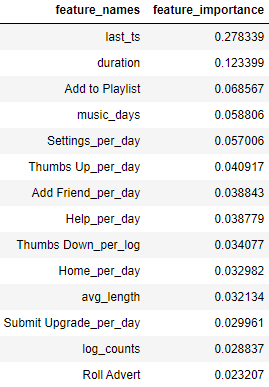 feature_names feature_importance
last_ts 0.278339
duration 0.123399
Add to Playlist 0.068567
music_days 0.058806
Settings_per_day 0.057006
Thumbs Up_per_day 0.040917
Add Friend_per_day 0.038843
Help_per_day 0.038779
Thumbs Down_per_log 0.034077
Home_per_day 0.032982
avg_length 0.032134
Submit Upgrade_per_day 0.029961
log_counts 0.028837
Roll Advert 0.023207